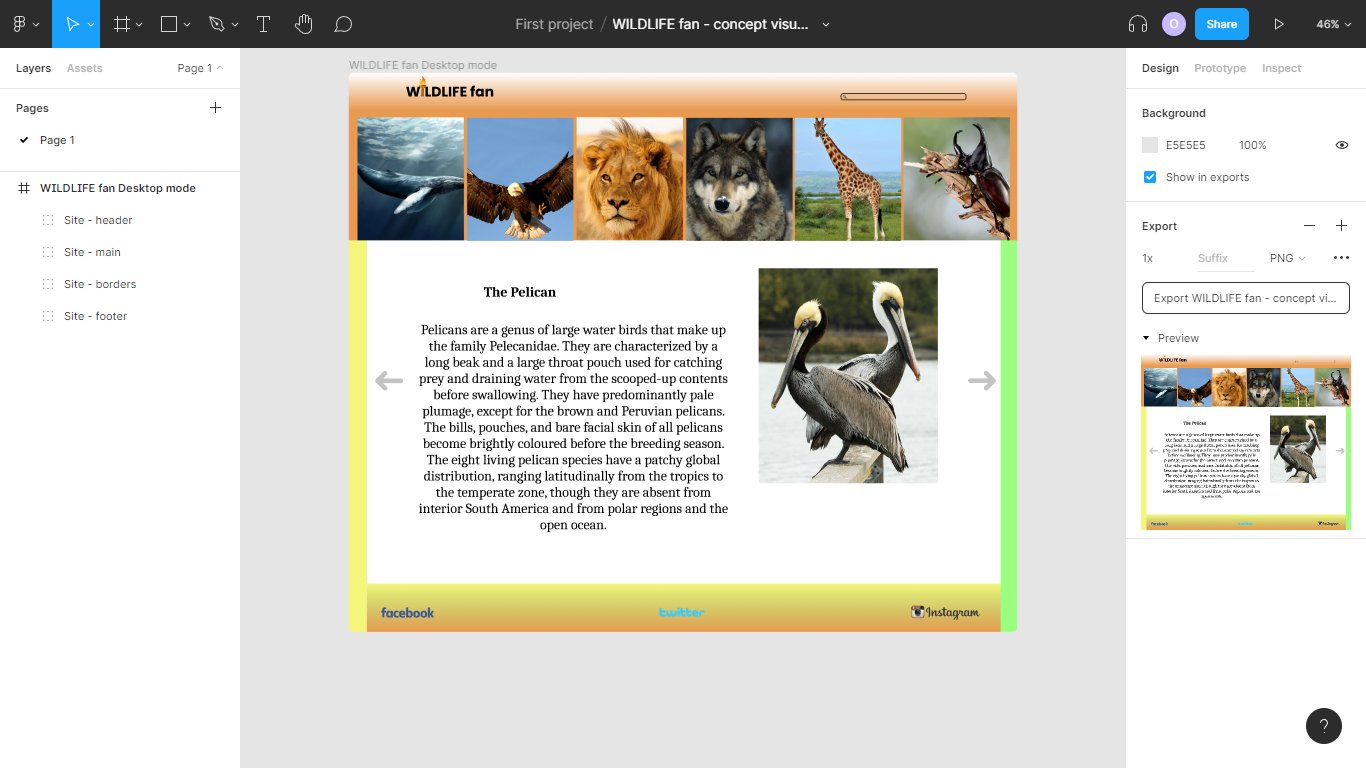 First project / WILDLIFE fan - concept visu...
O
Share
46%
Layers
Assets
Page 1
Pages
Page 1
WILDLIFE fan Desktop mode
Site - header
Site - main
Site - borders
Site - footer
WILDLIFE fan Desktop mode
WILDLIFE fan
The Pelican
Pelicans are a genus of large water birds that make up
the family Pelecanidae. They are characterized by a
long beak and a large throat pouch used for catching
prey and draining water from the scooped-up contents
before swallowing. They have predominantly pale
plumage, except for the brown and Peruvian pelicans.
The bills, pouches, and bare facial skin of all pelicans
become brightly coloured before the breeding season.
The eight living pelican species have a patchy global
distribution, ranging latitudinally from the tropics to
the temperate zone, though they are absent from
interior South America and from polar regions and the
open ocean.
facebook
twitter
Instagram
Design
Prototype
Inspect
Background
E5E5E5
100%
Show in exports
Export
1x
Suffix
PNG
Export WILDLIFE fan - concept vi...
Preview
WILDLIFE fan
The Pelican
facebook
twitter
Instagram
?